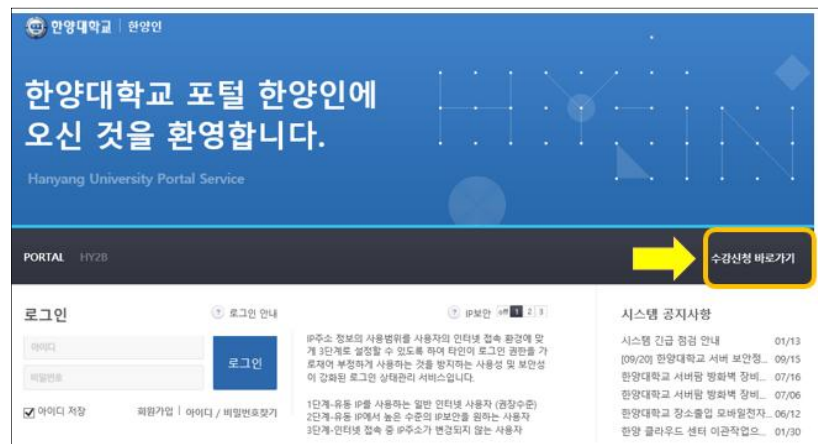 한양대학교 한양인
한양대학교 포털 한양인에
오신 것을 환영합니다.
Hanyang University Portal Service
HYIN
PORTAL HY2B
수강신청 바로가기
로그인
? 로그인 안내
아이디
비밀번호
로그인
아이디 저장
회원가입 | 아이디 / 비밀번호찾기
? IP보안 off 1 2 3
IP주소 정보의 사용범위를 사용자의 인터넷 접속 환경에 맞
게 3단계로 설정할 수 있도록 하여 타인이 로그인 권한을 가
로채어 부정하게 사용하는 것을 방지하는 사용성 및 보안성
이 강화된 로그인 상태관리 서비스입니다.
1단계-유동 IP를 사용하는 일반 인터넷 사용자 (권장수준)
2단계-유동 IP에서 높은 수준의 IP보안을 원하는 사용자
3단계-인터넷 접속 중 IP주소가 변경되지 않는 사용자
시스템 공지사항
시스템 긴급 점검 안내 01/13
[09/20] 한양대학교 서버 보안정... 09/15
한양대학교 서버팜 방화벽 장비... 07/16
한양대학교 서버팜 방화벽 장비... 07/06
한양대학교 장소출입 모바일전자... 06/12
한양 클라우드 센터 이관작업으... 01/30